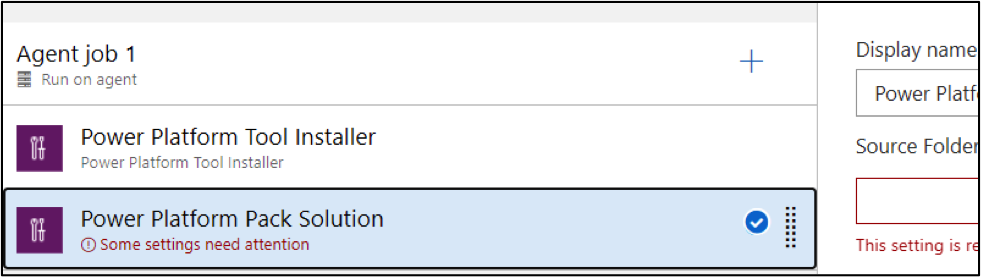 Agent job 1
Run on agent
Power Platform Tool Installer
Power Platform Tool Installer
Power Platform Pack Solution
Some settings need attention
Display name
Power Platf
Source Folder
This setting is re